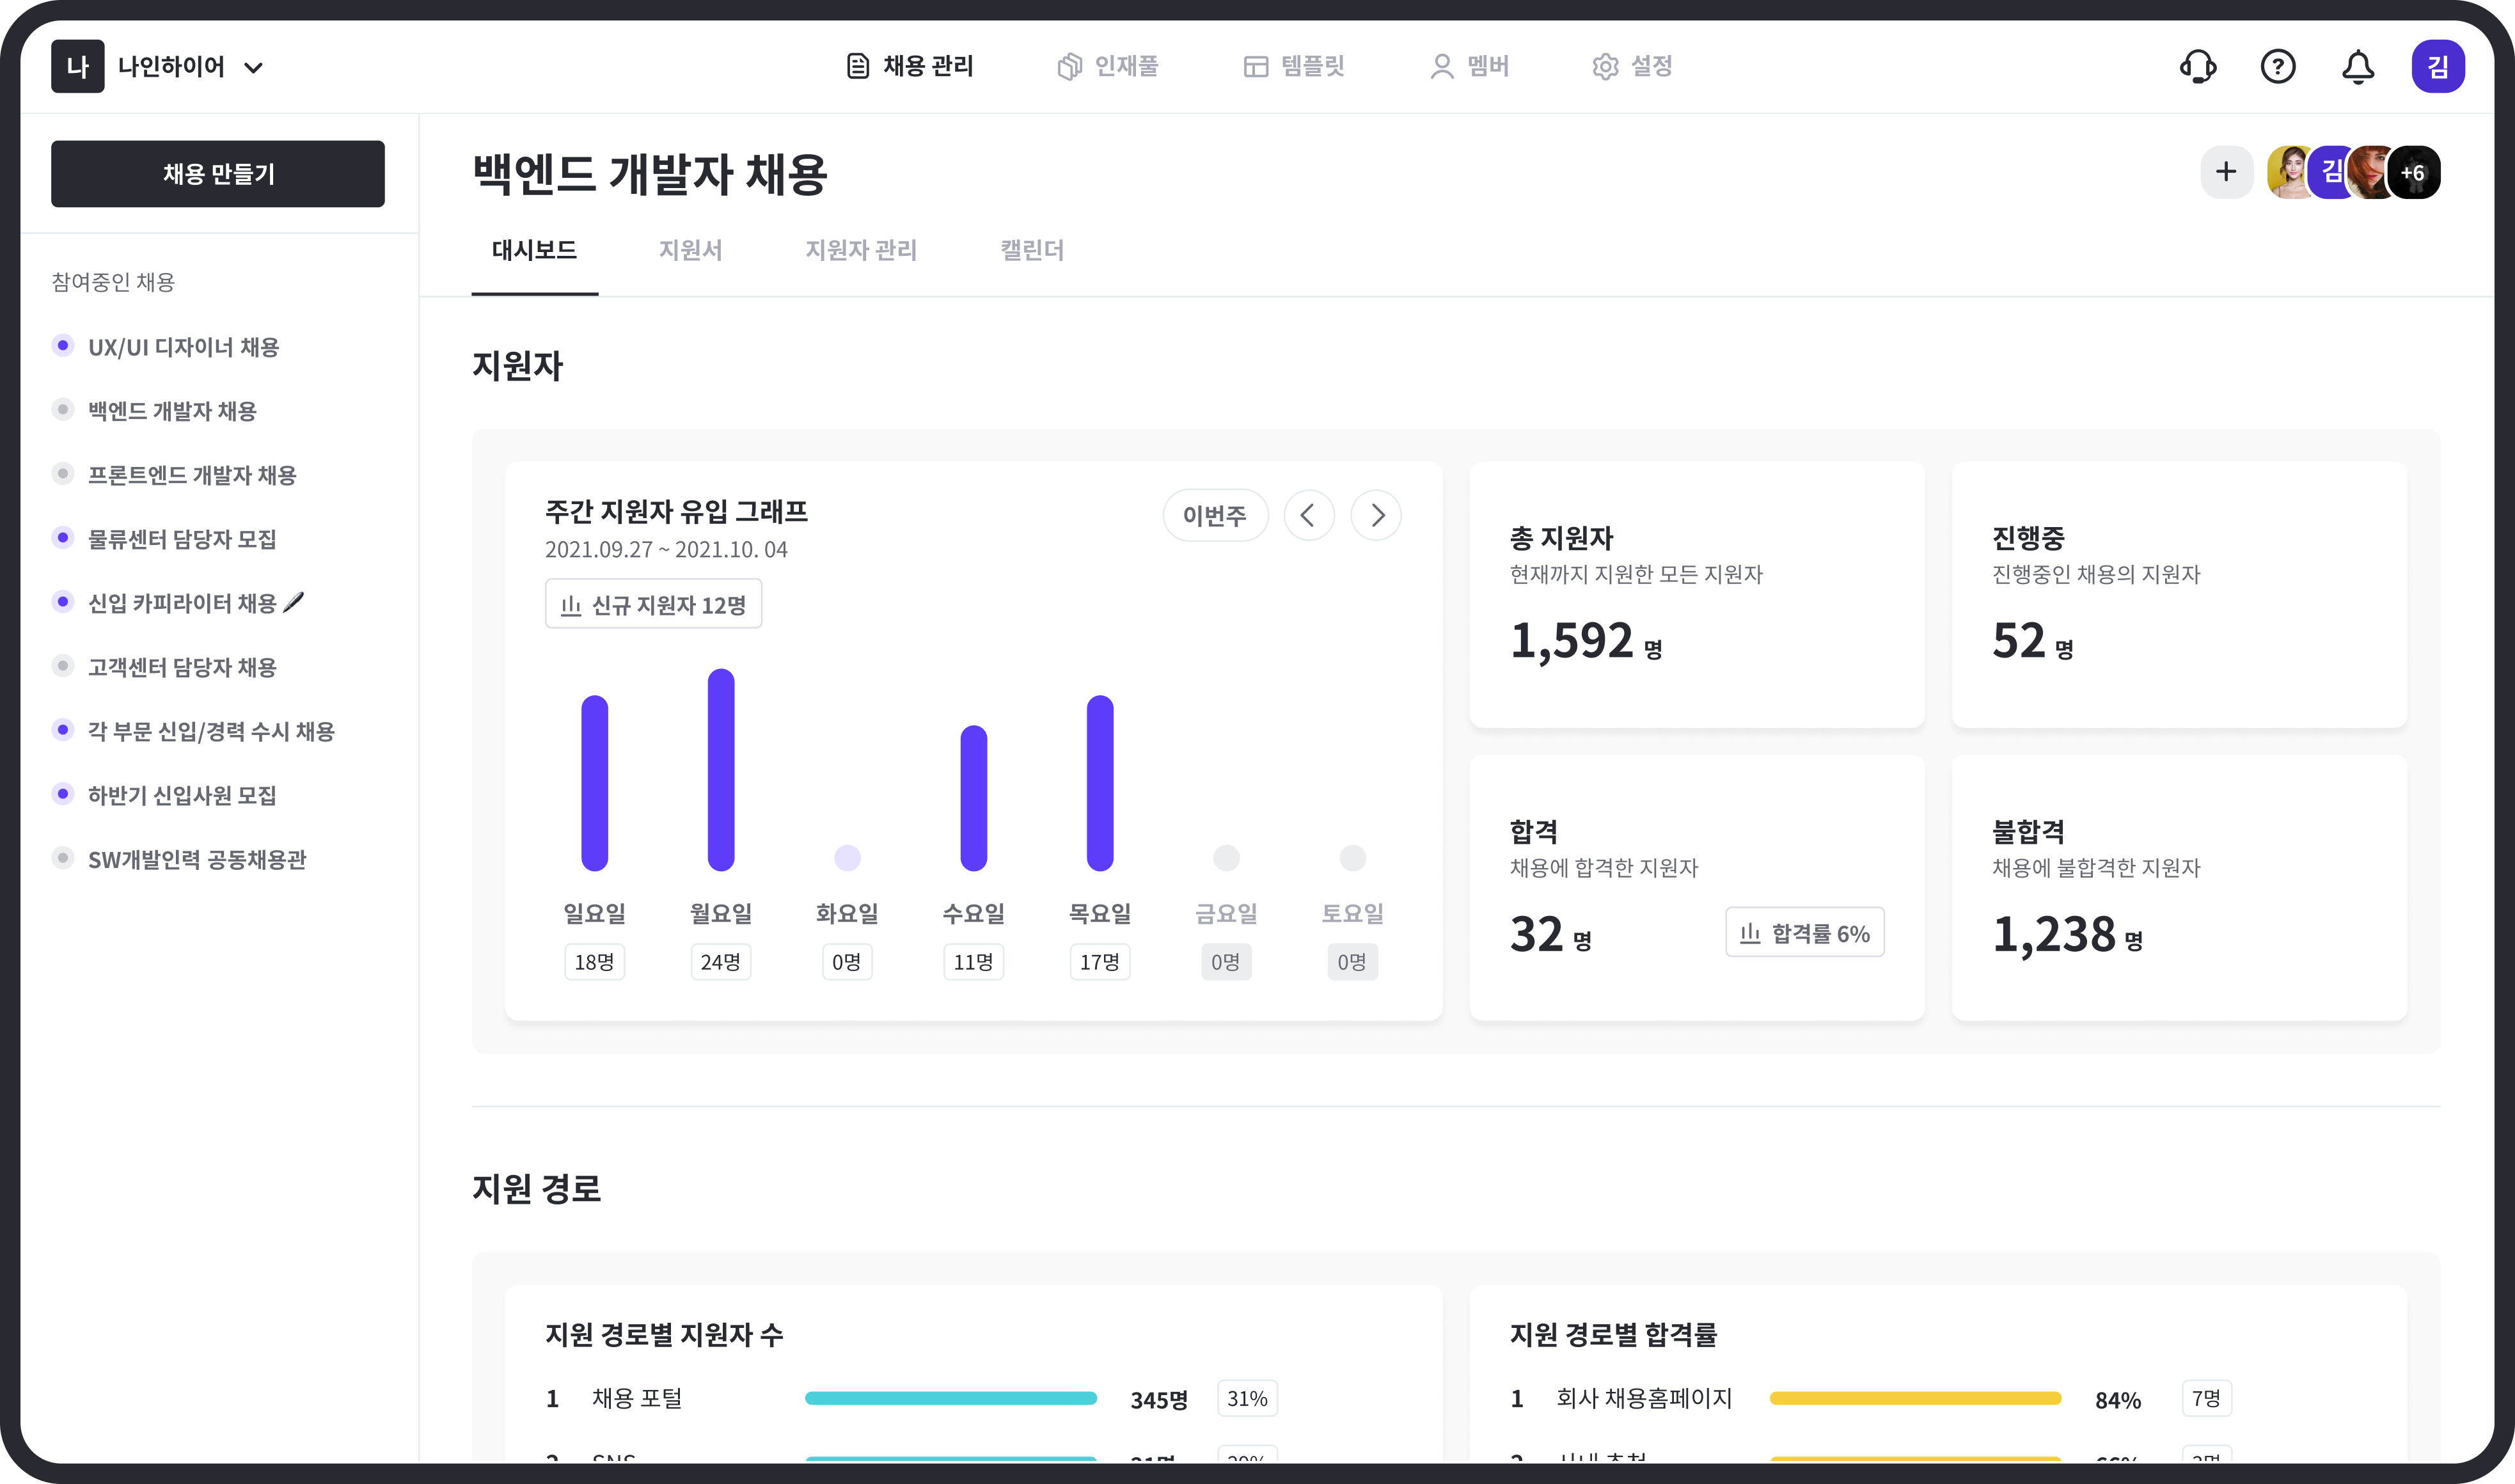 나 나인하이어
채용 관리
인재풀
템플릿
멤버
설정
?
김
채용 만들기
참여중인 채용
UX/UI 디자이너 채용
백엔드 개발자 채용
프론트엔드 개발자 채용
물류센터 담당자 모집
신입 카피라이터 채용
고객센터 담당자 채용
각 부문 신입/경력 수시 채용
하반기 신입사원 모집
SW개발인력 공동채용관
백엔드 개발자 채용
+
김
+6
대시보드
지원서
지원자 관리
캘린더
지원자
주간 지원자 유입 그래프
2021.09.27 ~ 2021.10. 04
이번주
신규 지원자 12명
일요일
월요일
화요일
수요일
목요일
금요일
토요일
18명
24명
0명
11명
17명
0명
0명
총 지원자
현재까지 지원한 모든 지원자
1,592 명
진행중
진행중인 채용의 지원자
52 명
합격
채용에 합격한 지원자
32 명
합격률 6%
불합격
채용에 불합격한 지원자
1,238 명
지원 경로
지원 경로별 지원자 수
1 채용 포털 345명 31%
2 SNS
지원 경로별 합격률
1 회사 채용홈페이지 84% 7명
2